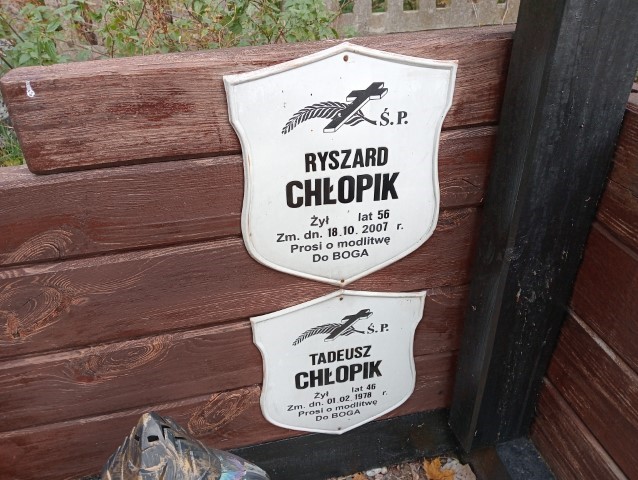 Ś.P.
RYSZARD
CHŁOPIK
Żył lat 56
Zm. dn. 18.10.2007 r.
Prosi o modlitwę
Do BOGA
Ś.P.
TADEUSZ
CHŁOPIK
Żył lat 46
Zm. dn. 01.02.1978 r.
Prosi o modlitwę
Do BOGA